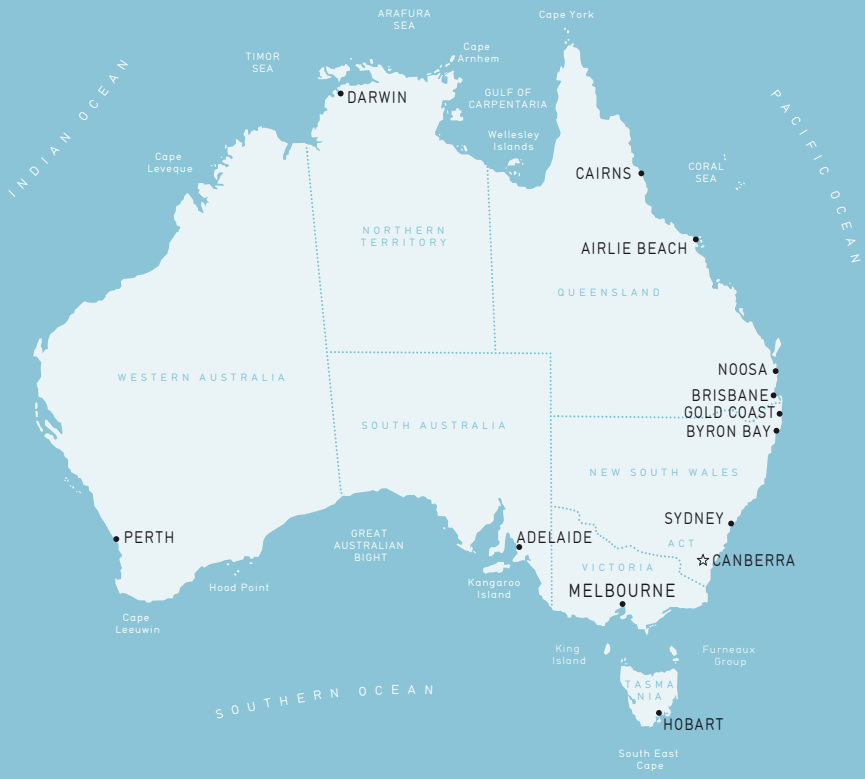 ARAFURA
SEA
Cape York
TIMOR
SEA
Cape
Arnhem
INDIAN OCEAN
DARWIN
GULF OF
CARPENTARIA
PACIFIC OCEAN
Wellesley
Islands
Cape
Leveque
CAIRNS
CORAL
SEA
NORTHERN
TERRITORY
AIRLIE BEACH
QUEENSLAND
WESTERN AUSTRALIA
NOOSA
BRISBANE
GOLD COAST
SOUTH AUSTRALIA
BYRON BAY
NEW SOUTH WALES
SYDNEY
PERTH
GREAT
AUSTRALIAN
BIGHT
ADELAIDE
ACT
CANBERRA
VICTORIA
Hood Point
Kangaroo
Island
MELBOURNE
Cape
Leeuwin
King
Island
Furneaux
Group
SOUTHERN OCEAN
TASMA
NIA
HOBART
South East
Cape